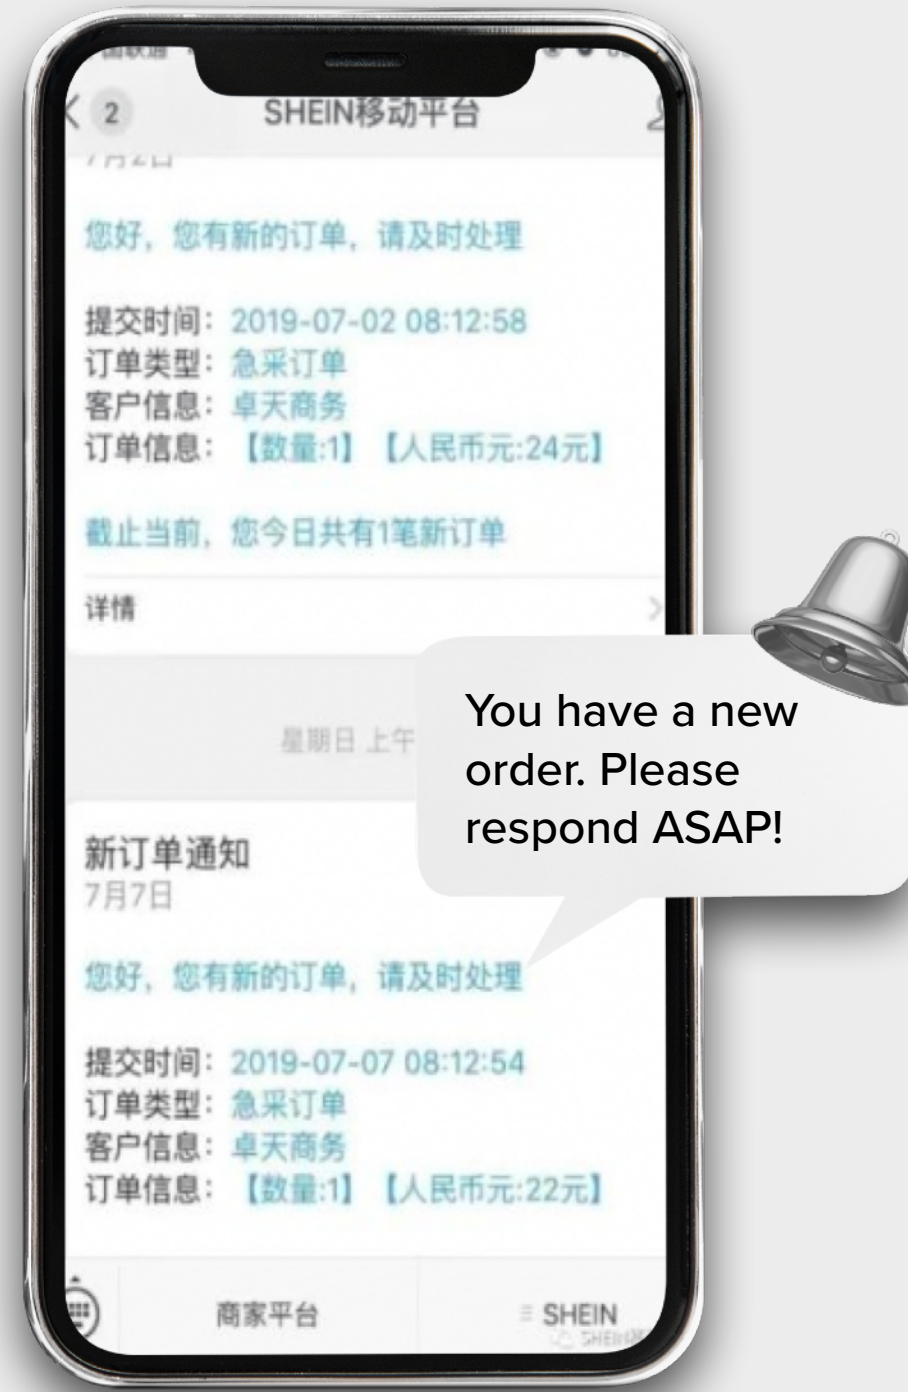 2
SHEIN移动平台
7月2日
您好，您有新的订单，请及时处理
提交时间：2019-07-02 08:12:58
订单类型：急采订单
客户信息：卓天商务
订单信息：【数量:1】【人民币元:24元】
截止当前，您今日共有1笔新订单
详情
星期日 上午
You have a new
order. Please
respond ASAP!
新订单通知
7月7日
您好，您有新的订单，请及时处理
提交时间：2019-07-07 08:12:54
订单类型：急采订单
客户信息：卓天商务
订单信息：【数量:1】【人民币元:22元】
商家平台
SHEIN